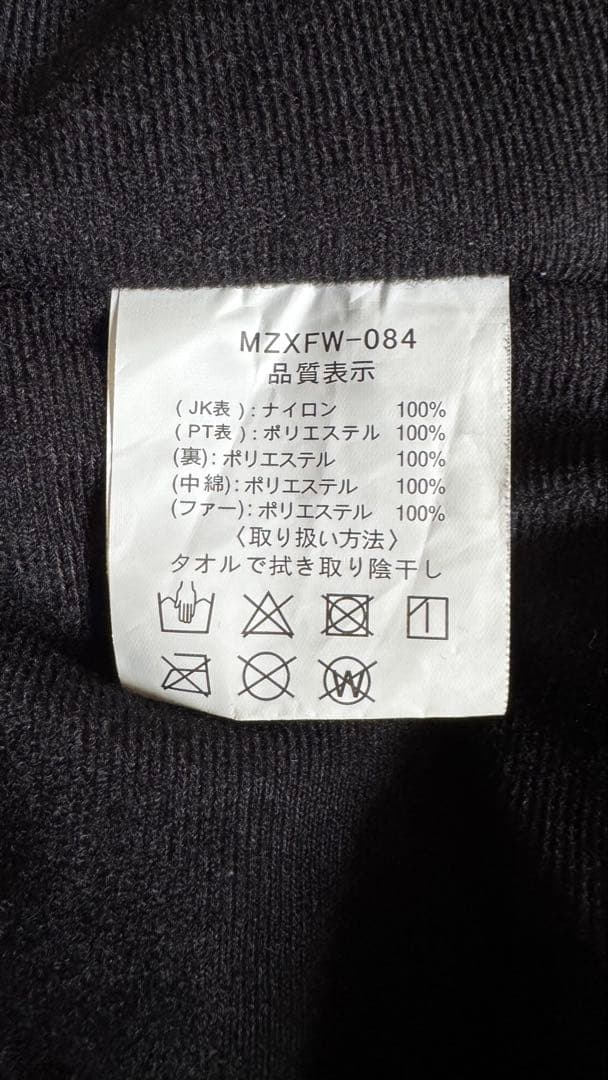 MZXFW-084
品質表示
(JK表):ナイロン 100%
(PT表):ポリエステル 100%
(裏):ポリエステル 100%
(中綿):ポリエステル 100%
(ファー):ポリエステル 100%
〈取り扱い方法〉
タオルで拭き取り陰干し
W